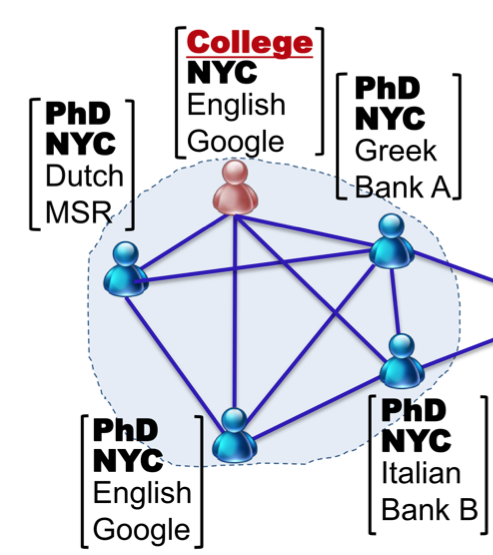 College
NYC
English
Google
PhD
NYC
Greek
Bank A
PhD
NYC
Dutch
MSR
PhD
NYC
English
Google
PhD
NYC
Italian
Bank B